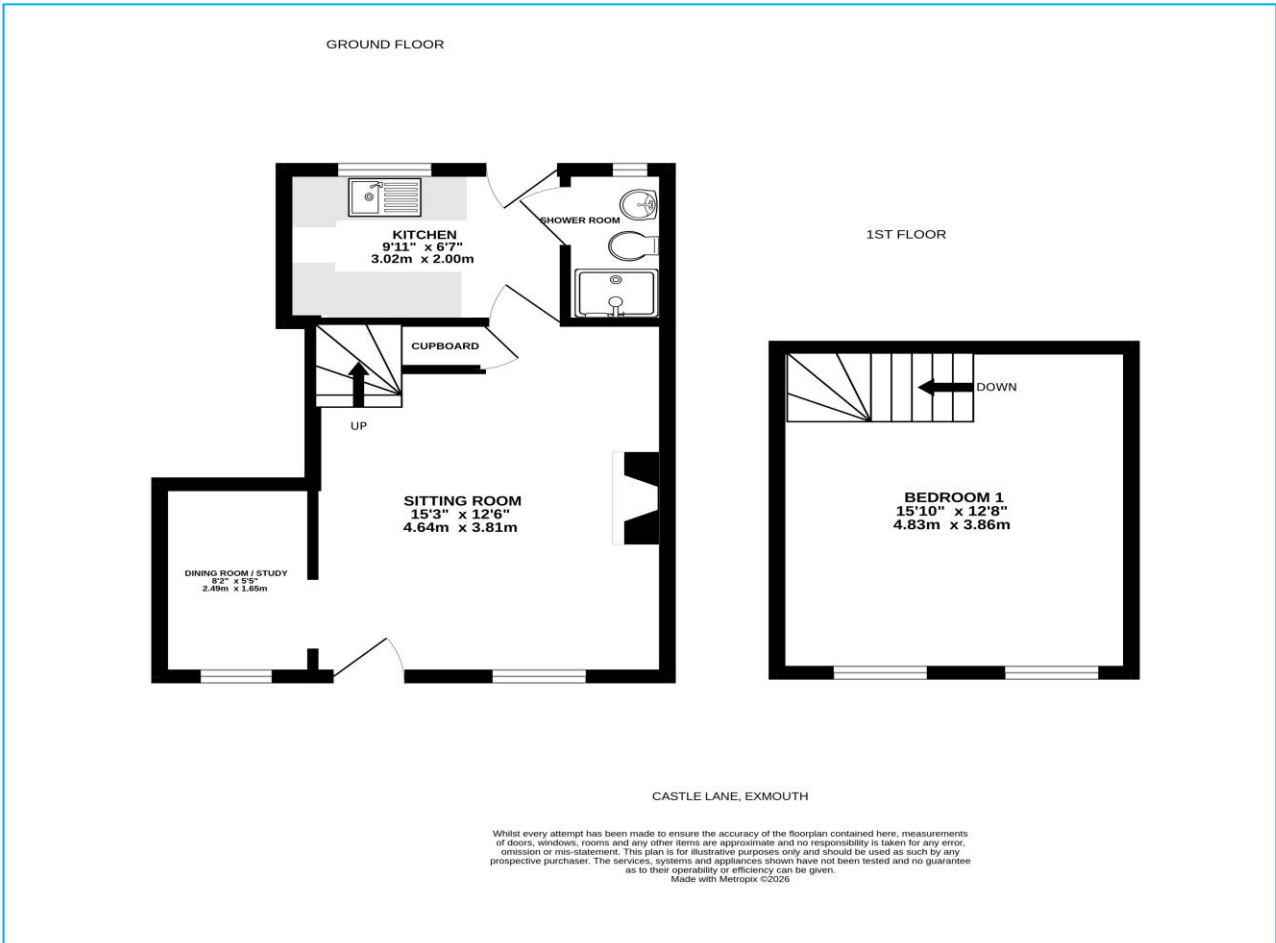 GROUND FLOOR
1ST FLOOR
KITCHEN
9'11" x 6'7"
3.02m x 2.00m
SHOWER ROOM
CUPBOARD
UP
DOWN
SITTING ROOM
15'3" x 12'6"
4.64m x 3.81m
BEDROOM 1
15'10" x 12'8"
4.83m x 3.86m
DINING ROOM / STUDY
8'2" x 5'5"
2.49m x 1.65m
CASTLE LANE, EXMOUTH
Whilst every attempt has been made to ensure the accuracy of the floorplan contained here, measurements
of doors, windows, rooms and any other items are approximate and no responsibility is taken for any error,
omission or mis-statement. This plan is for illustrative purposes only and should be used as such by any
prospective purchaser. The services, systems and appliances shown have not been tested and no guarantee
as to their operability or efficiency can be given.
Made with Metropix ©2026